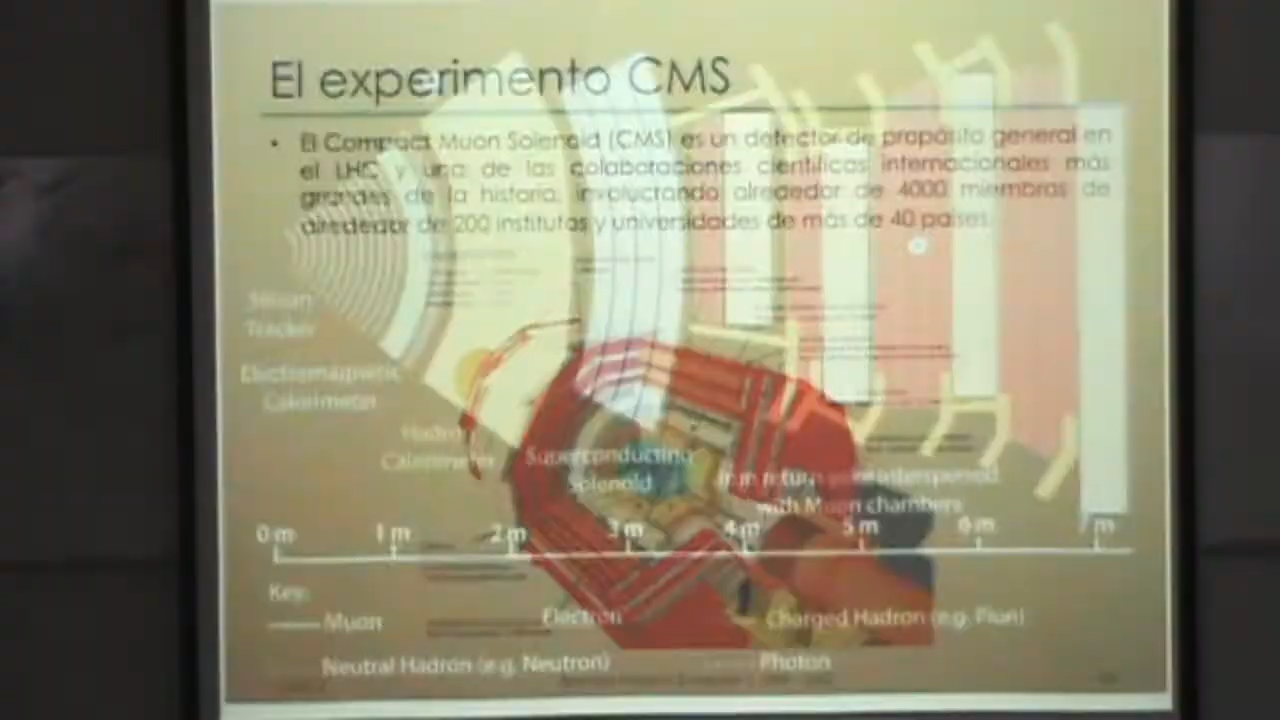 El experimento CMS
• El Compact Muon Solenoid (CMS) es un detector de propósito general en
el LHC y una de las colaboraciones científicas internacionales más
grandes de la historia, involucrando alrededor de 4000 miembros de
alrededor de 200 institutos y universidades de más de 40 países.
Silicon
Tracker
Electromagnetic
Calorimeter
Hadron
Calorimeter
Superconducting
Solenoid
Iron return yoke interspersed
with Muon chambers
0 m 1 m 2 m 3 m 4 m 5 m 6 m 7 m
Key:
Muon Electron Charged Hadron (e.g. Pion)
Neutral Hadron (e.g. Neutron) Photon